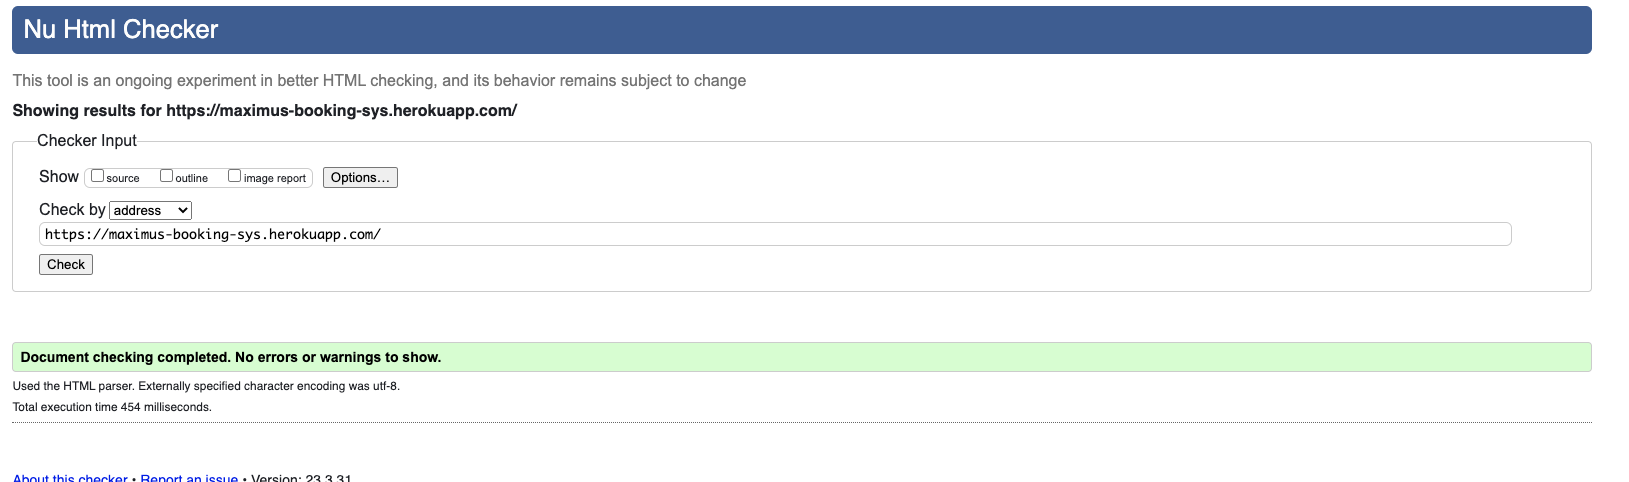 Nu Html Checker
This tool is an ongoing experiment in better HTML checking, and its behavior remains subject to change
Showing results for https://maximus-booking-sys.herokuapp.com/
Checker Input
Show source outline image report Options…
Check by address
https://maximus-booking-sys.herokuapp.com/
Check
Document checking completed. No errors or warnings to show.
Used the HTML parser. Externally specified character encoding was utf-8.
Total execution time 454 milliseconds.
About this checker • Report an issue • Version: 23.3.31